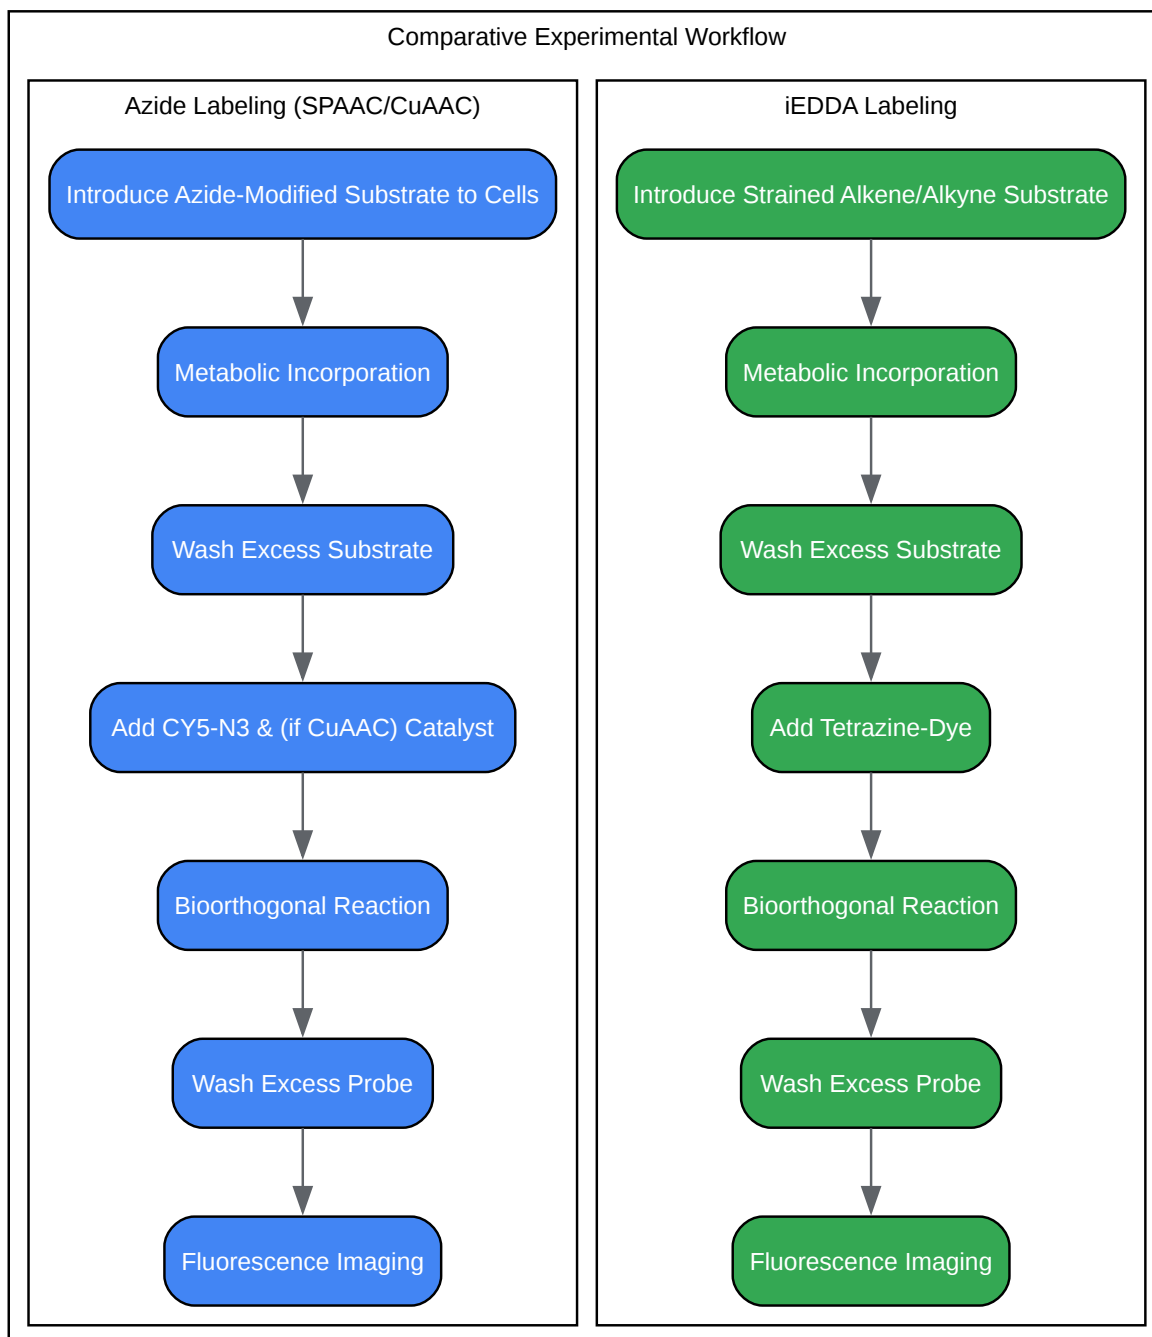 Comparative Experimental Workflow
Azide Labeling (SPAAC/CuAAC)
Introduce Azide-Modified Substrate to Cells
Metabolic Incorporation
Wash Excess Substrate
Add CY5-N3 & (if CuAAC) Catalyst
Bioorthogonal Reaction
Wash Excess Probe
Fluorescence Imaging
iEDDA Labeling
Introduce Strained Alkene/Alkyne Substrate
Metabolic Incorporation
Wash Excess Substrate
Add Tetrazine-Dye
Bioorthogonal Reaction
Wash Excess Probe
Fluorescence Imaging